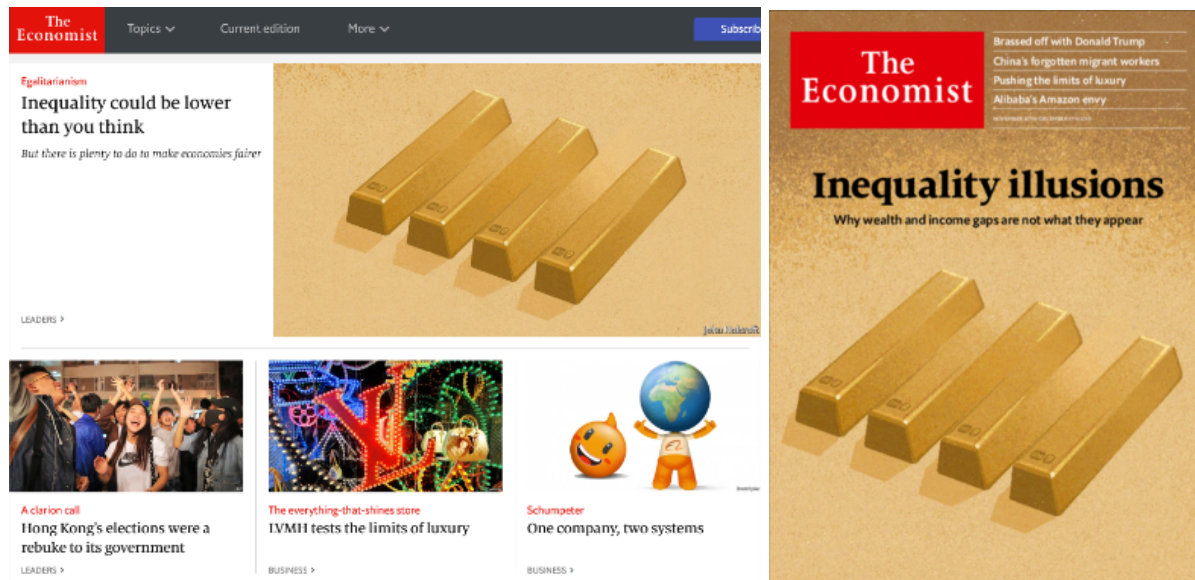 The
Economist
Topics
Current edition
More
Subscrib
Egalitarianism
Inequality could be lower
than you think
But there is plenty to do to make economies fairer
LEADERS >
A clarion call
Hong Kong's elections were a
rebuke to its government
LEADERS >
The everything-that-shines store
LVMH tests the limits of luxury
BUSINESS >
Schumpeter
One company, two systems
BUSINESS >
The
Economist
Brassed off with Donald Trump
China's forgotten migrant workers
Pushing the limits of luxury
Alibaba's Amazon envy
Inequality illusions
Why wealth and income gaps are not what they appear